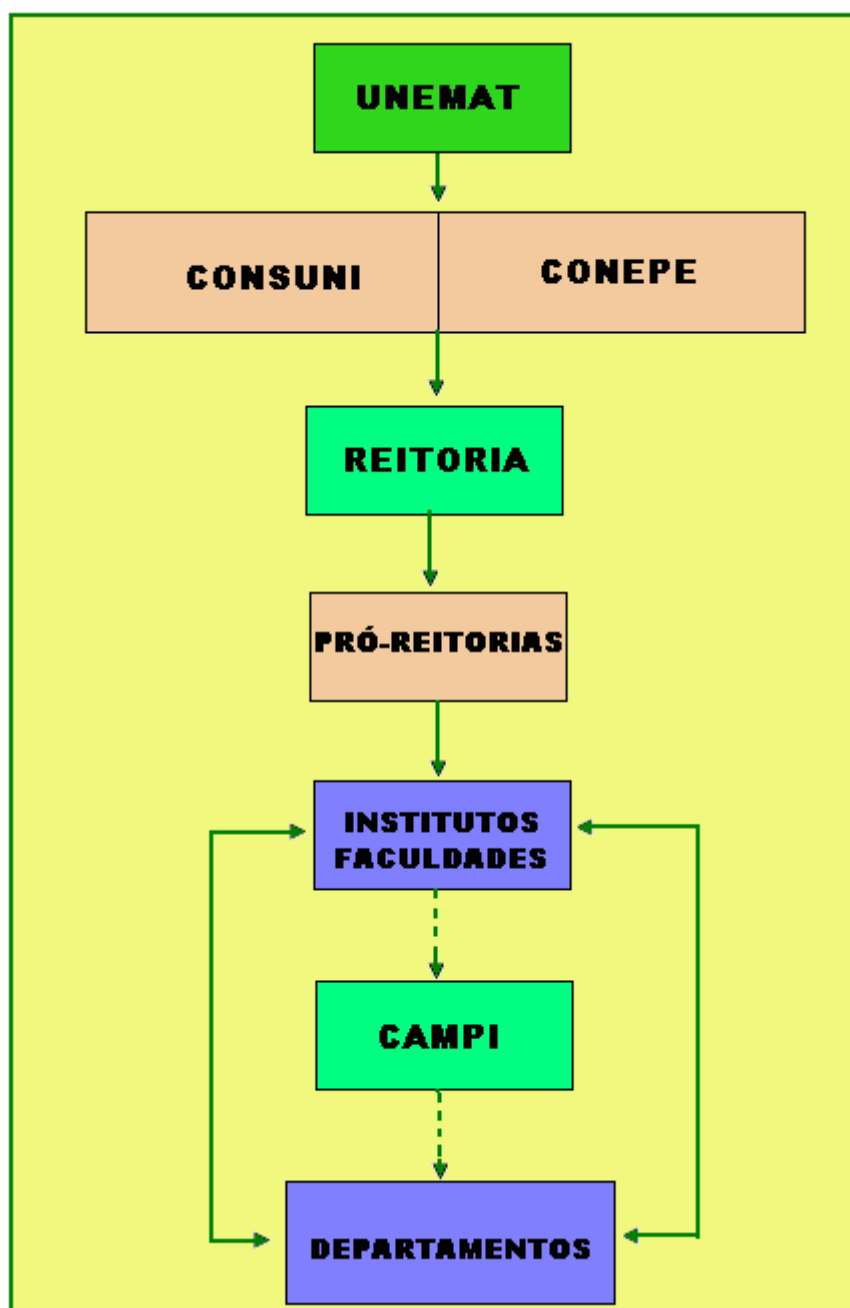 UNEMAT
CONSUNI
CONEPE
REITORIA
PRÓ-REITORIAS
INSTITUTOS
FACULDADES
CAMPI
DEPARTAMENTOS